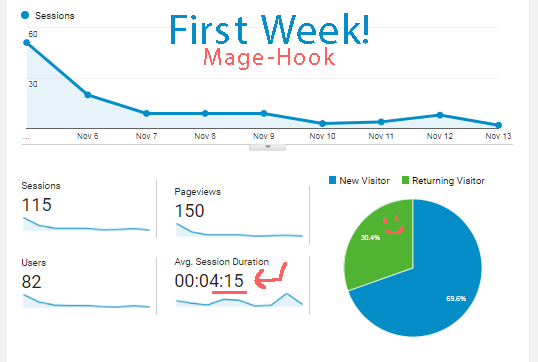 Sessions
First Week!
Mage-Hook
60
30
...
Nov 6
Nov 7
Nov 8
Nov 9
Nov 10
Nov 11
Nov 12
Nov 13
Sessions
115
Pageviews
150
Users
82
Avg. Session Duration
00:04:15
New Visitor
Returning Visitor
30.4%
69.6%